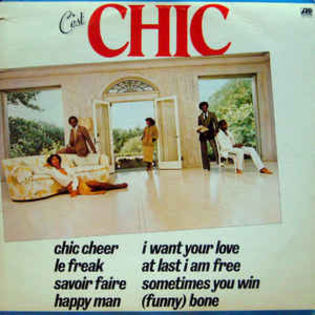 C'est
CHIC
chic cheer
le freak
savoir faire
happy man
i want your love
at last i am free
sometimes you win
(funny) bone